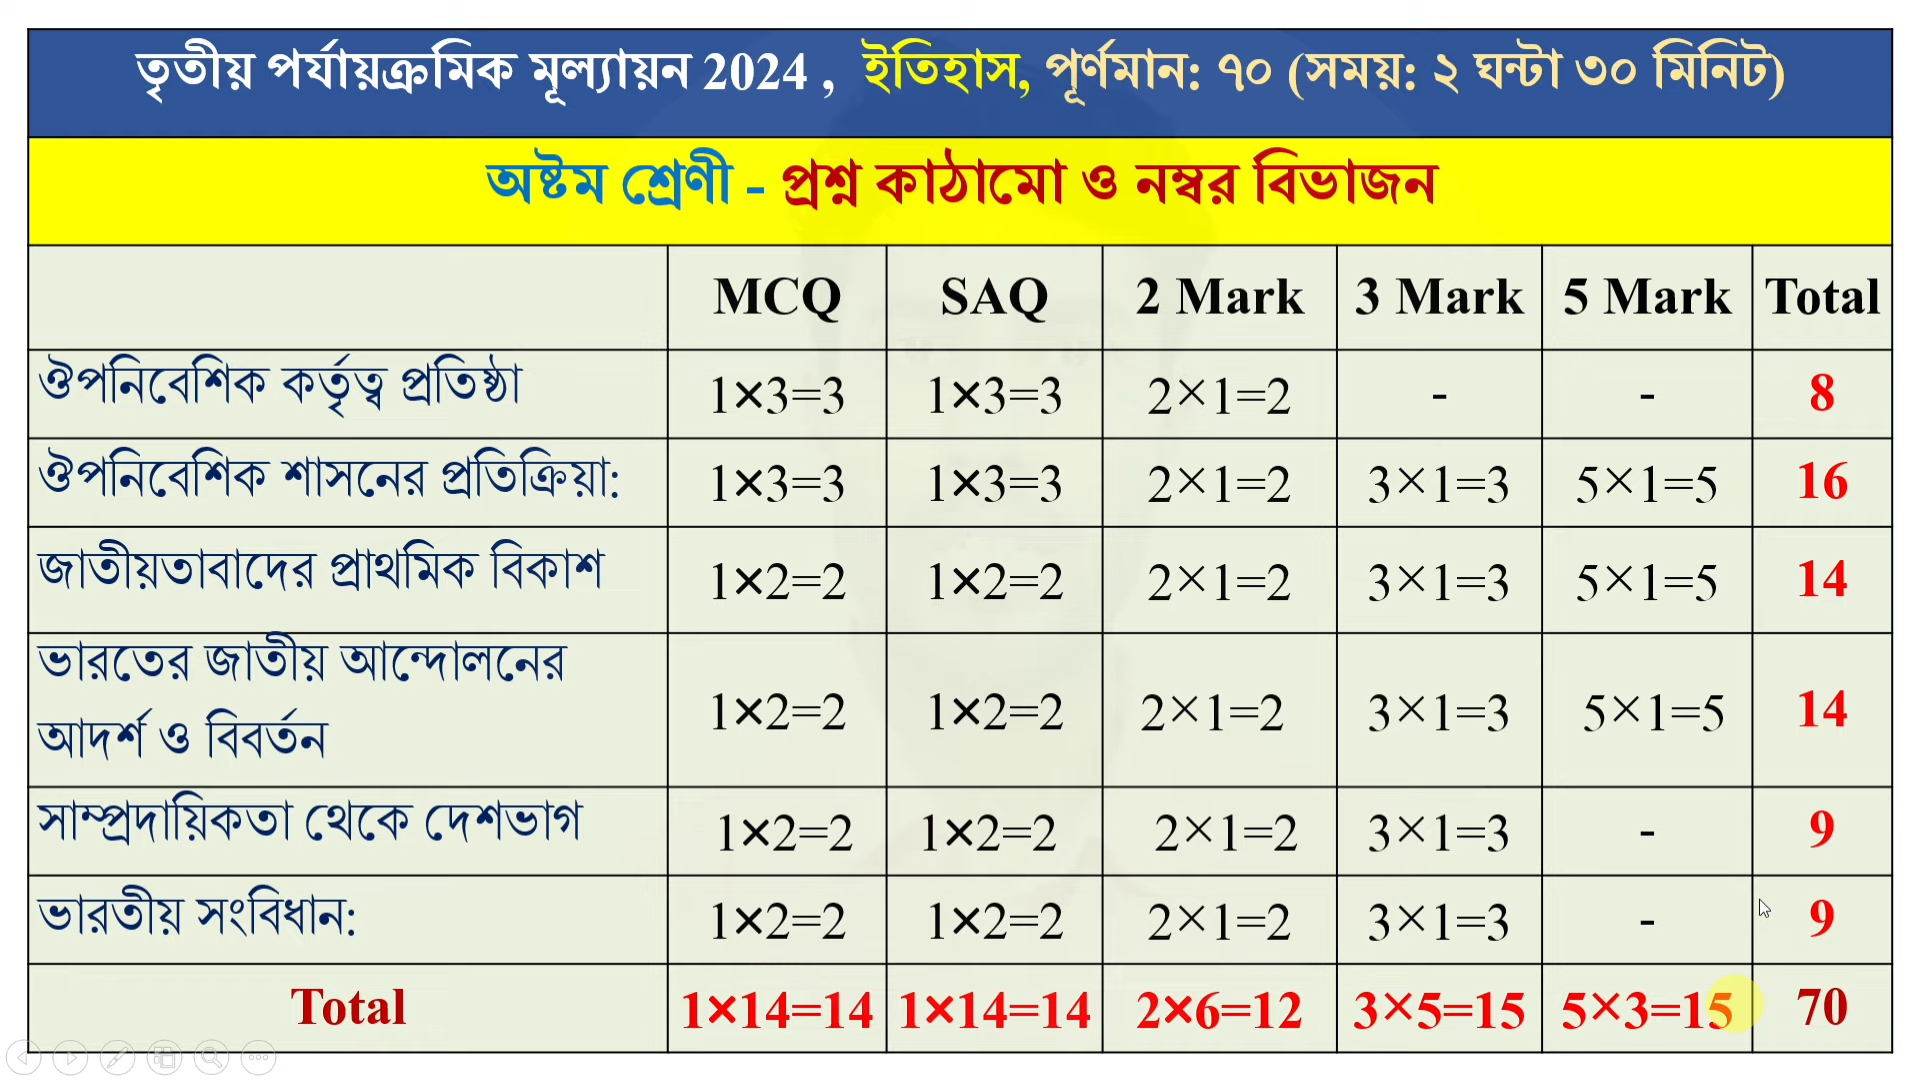 তৃতীয় পর্যায়ক্রমিক মূল্যায়ন 2024 , ইতিহাস, পূর্ণমান: ৭০ (সময়: ২ ঘন্টা ৩০ মিনিট)
অষ্টম শ্রেণী - প্রশ্ন কাঠামো ও নম্বর বিভাজন
MCQ SAQ 2 Mark 3 Mark 5 Mark Total
ঔপনিবেশিক কর্তৃত্ব প্রতিষ্ঠা 1×3=3 1×3=3 2×1=2 - - 8
ঔপনিবেশিক শাসনের প্রতিক্রিয়া: 1×3=3 1×3=3 2×1=2 3×1=3 5×1=5 16
জাতীয়তাবাদের প্রাথমিক বিকাশ 1×2=2 1×2=2 2×1=2 3×1=3 5×1=5 14
ভারতের জাতীয় আন্দোলনের
আদর্শ ও বিবর্তন 1×2=2 1×2=2 2×1=2 3×1=3 5×1=5 14
সাম্প্রদায়িকতা থেকে দেশভাগ 1×2=2 1×2=2 2×1=2 3×1=3 - 9
ভারতীয় সংবিধান: 1×2=2 1×2=2 2×1=2 3×1=3 - 9
Total 1×14=14 1×14=14 2×6=12 3×5=15 5×3=15 70